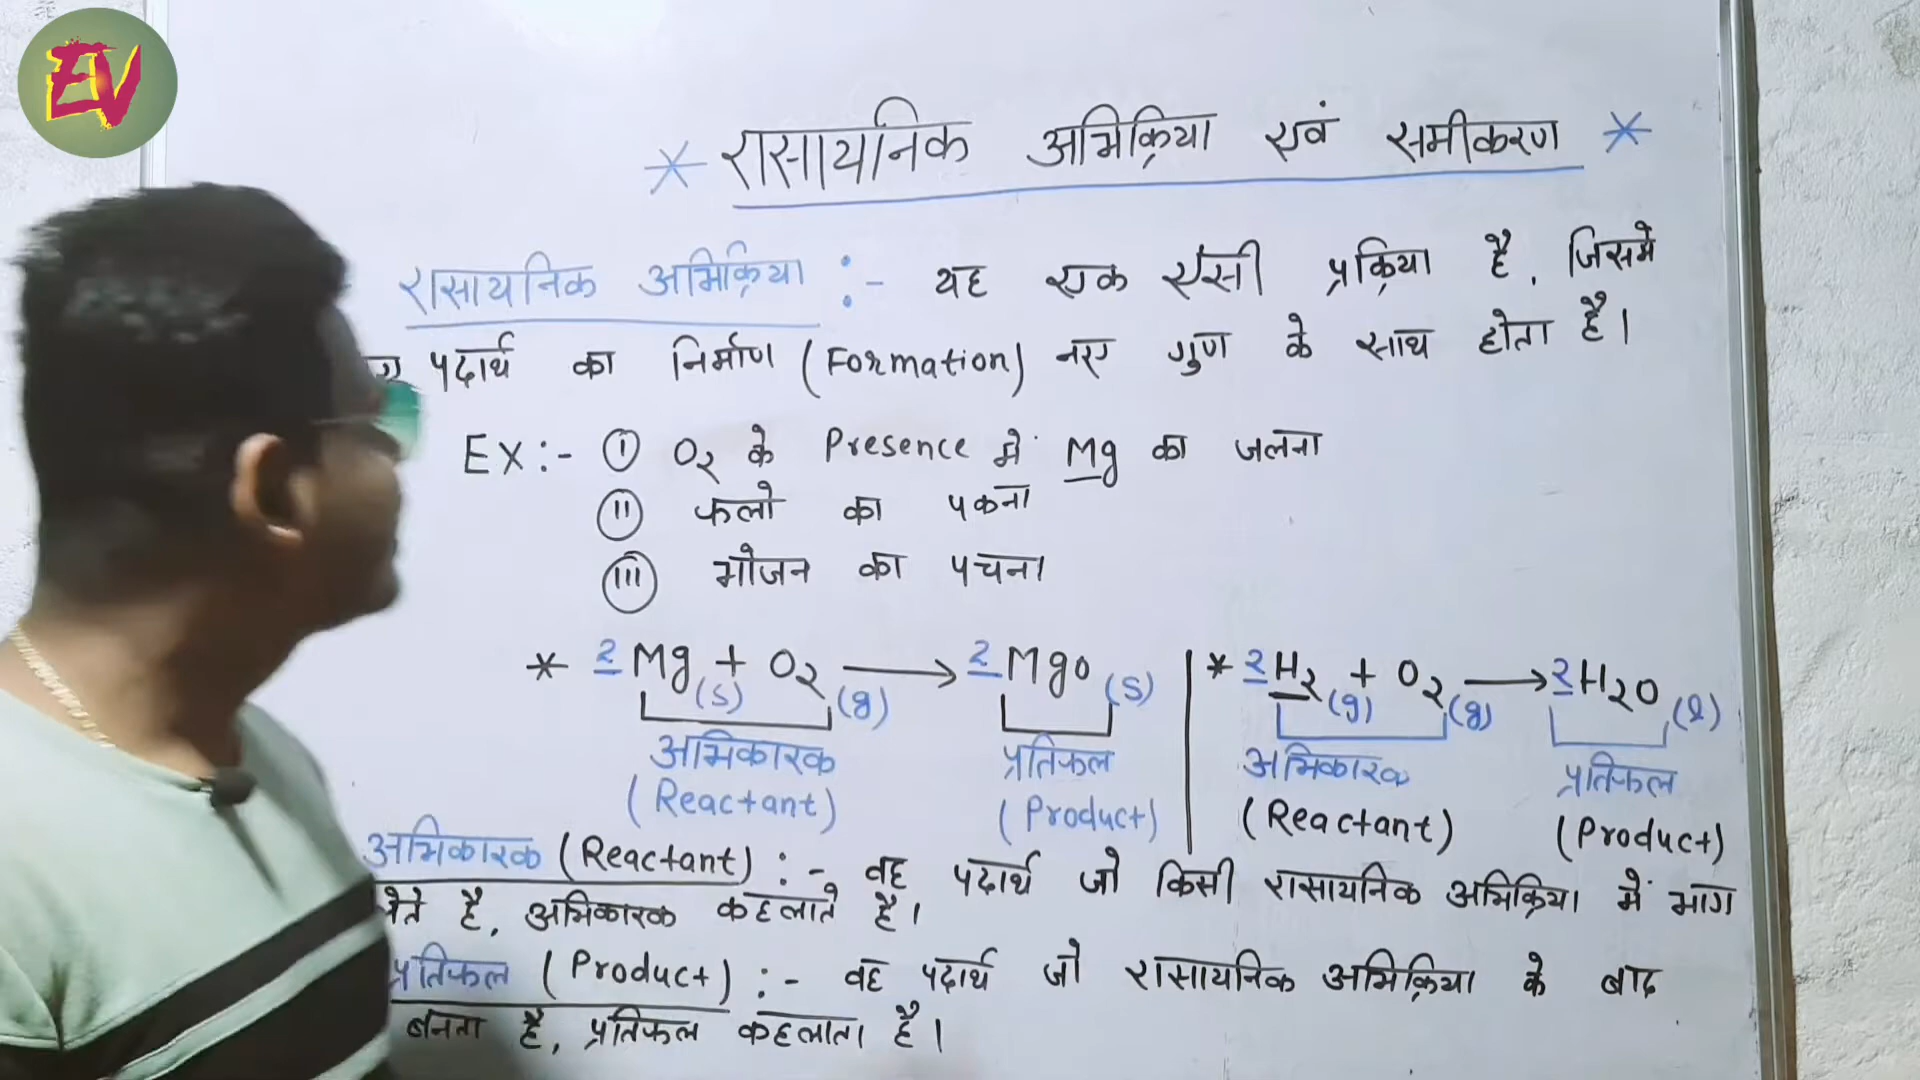 EV
* रासायनिक अभिक्रिया एवं समीकरण *
रासायनिक अभिक्रिया :- यह एक ऐसी प्रक्रिया है, जिसमे
पदार्थ का निर्माण (Formation) नए गुण के साथ होता है।
Ex:- (i) O₂ के Presence मे Mg का जलना
(ii) फलो का पकना
(iii) भोजन का पचना
* 2Mg(s) + O₂(g) ⟶ 2MgO(s) | * 2H₂(g) + O₂(g) ⟶ 2H₂O(l)
अभिकारक प्रतिफल अभिकारक प्रतिफल
(Reactant) (Product) (Reactant) (Product)
अभिकारक (Reactant) :- वह पदार्थ जो किसी रासायनिक अभिक्रिया में भाग
है, अभिकारक कहलाते है।
प्रतिफल (Product) :- वह पदार्थ जो रासायनिक अभिक्रिया के बाद
बनता है, प्रतिफल कहलाता है।